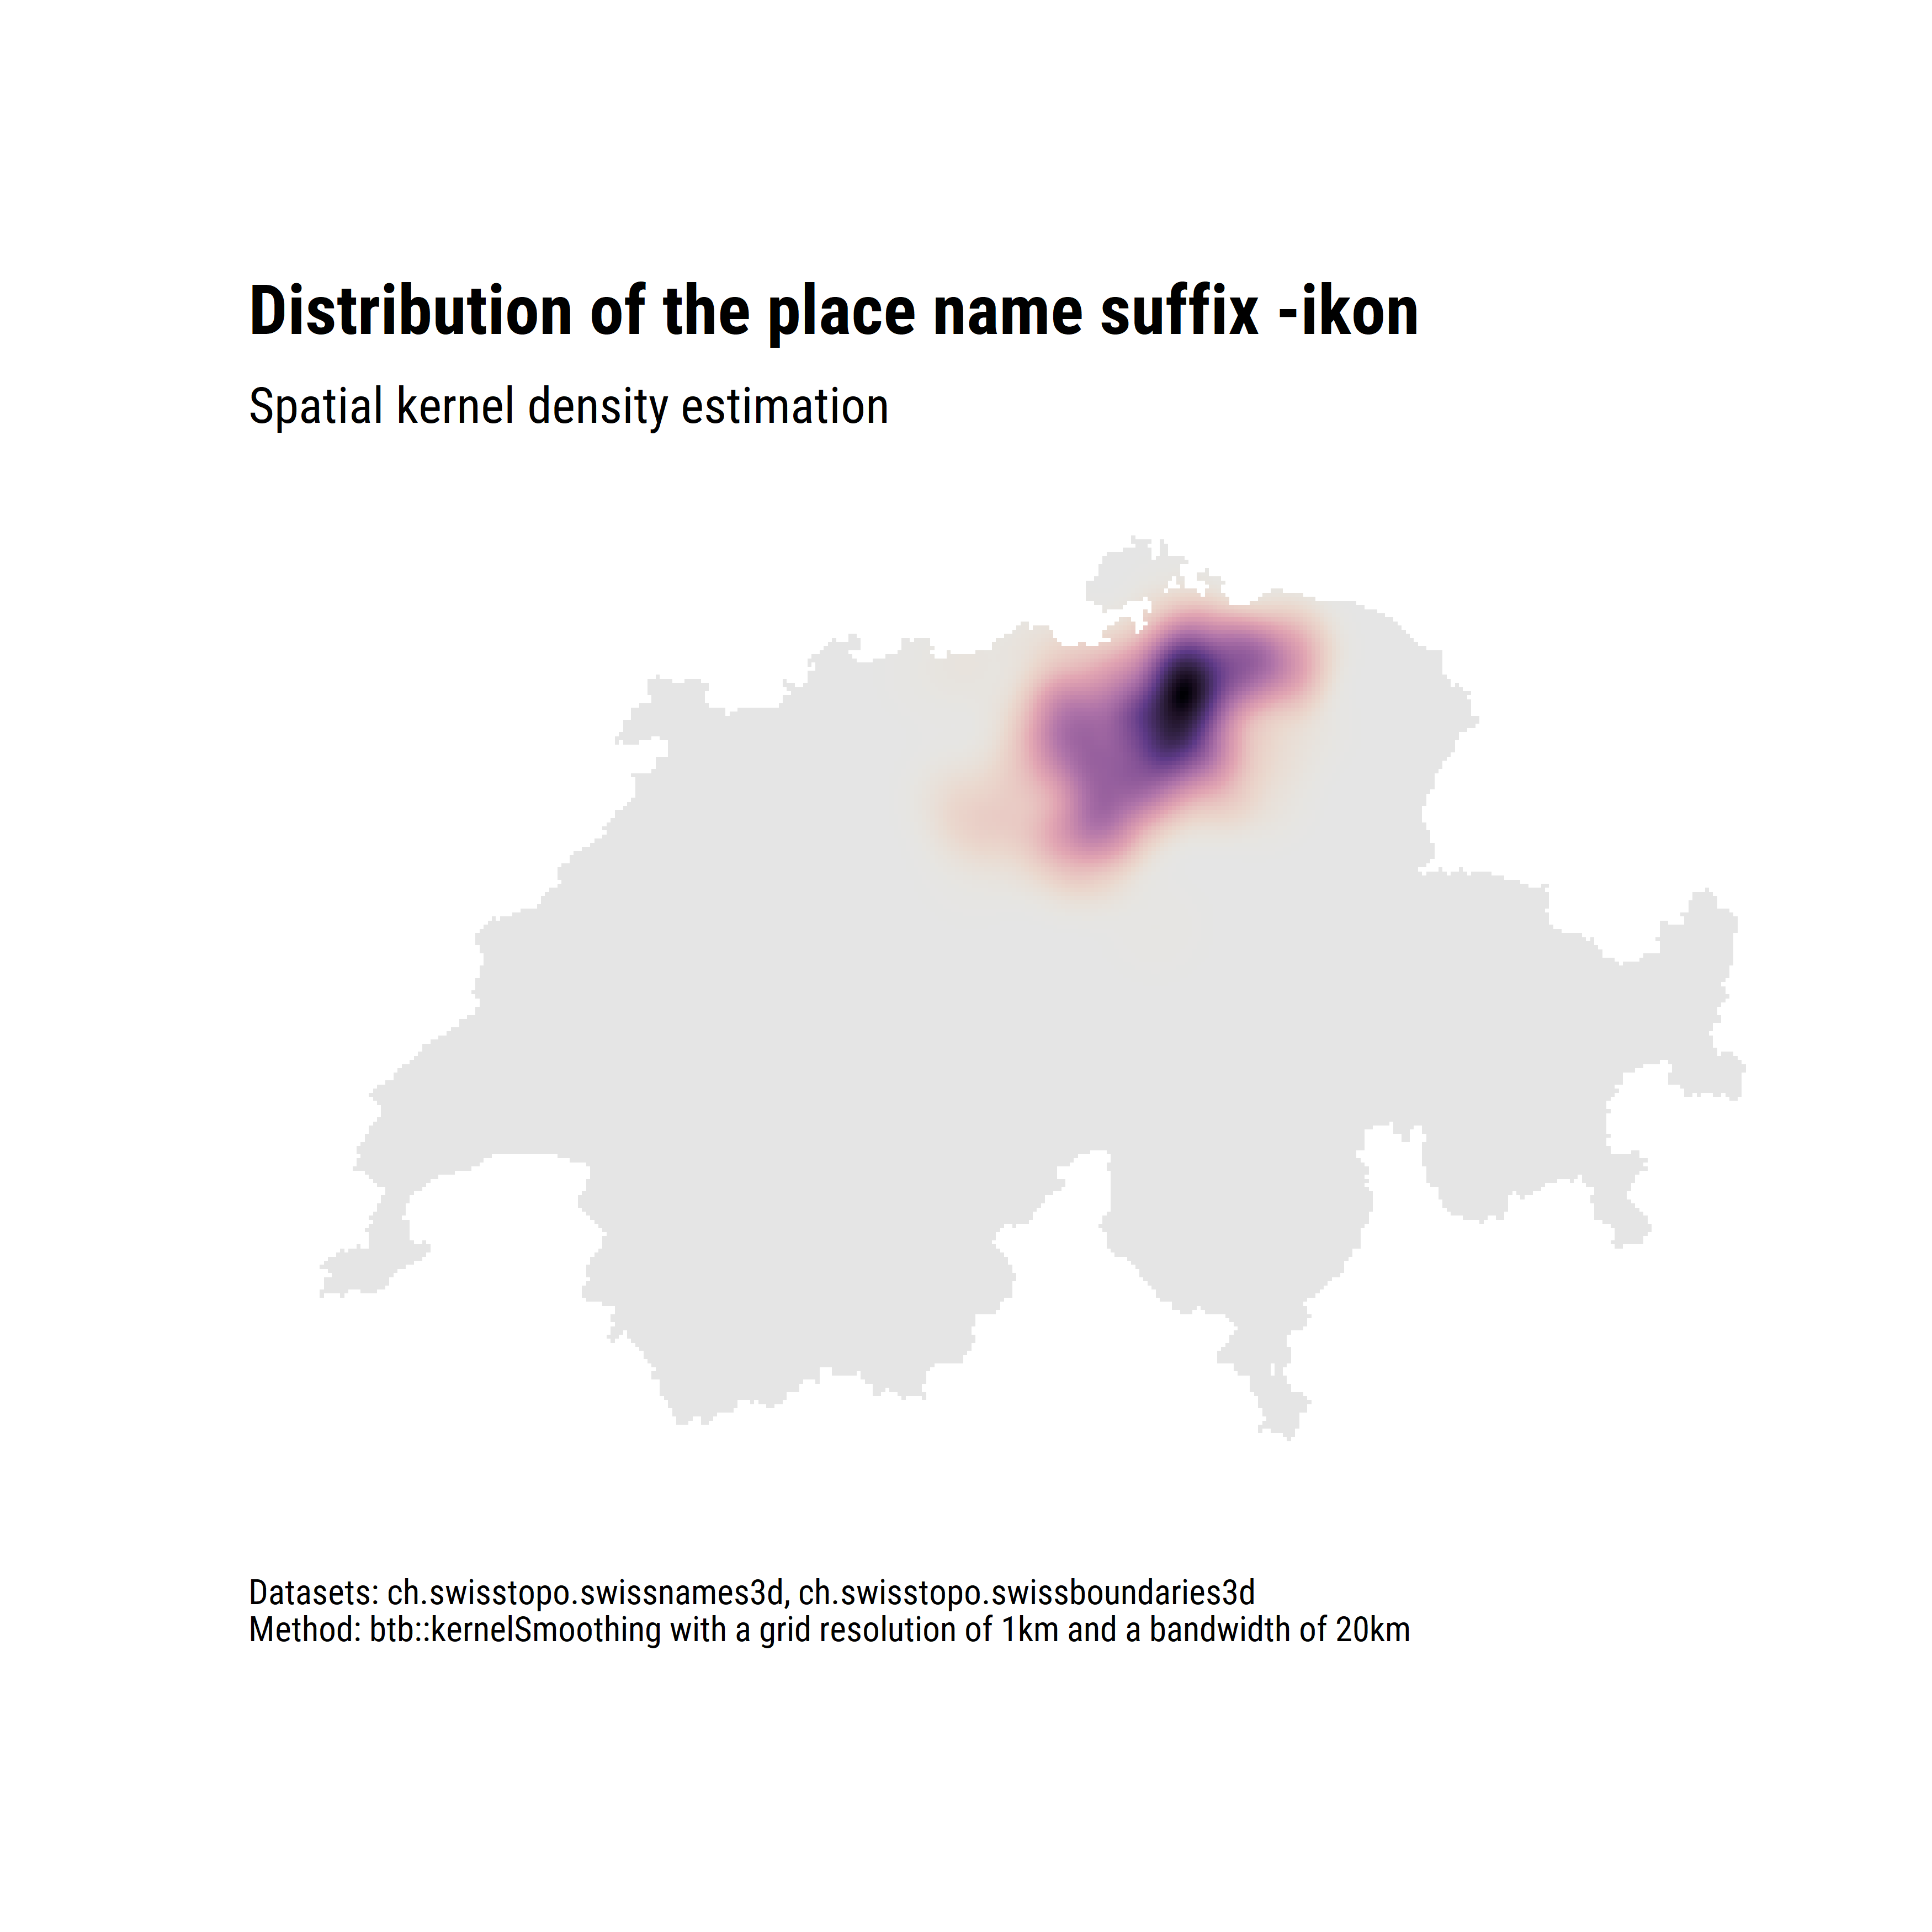 Distribution of the place name suffix -ikon
Spatial kernel density estimation
Datasets: ch.swisstopo.swissnames3d, ch.swisstopo.swissboundaries3d
Method: btb::kernelSmoothing with a grid resolution of 1km and a bandwidth of 20km